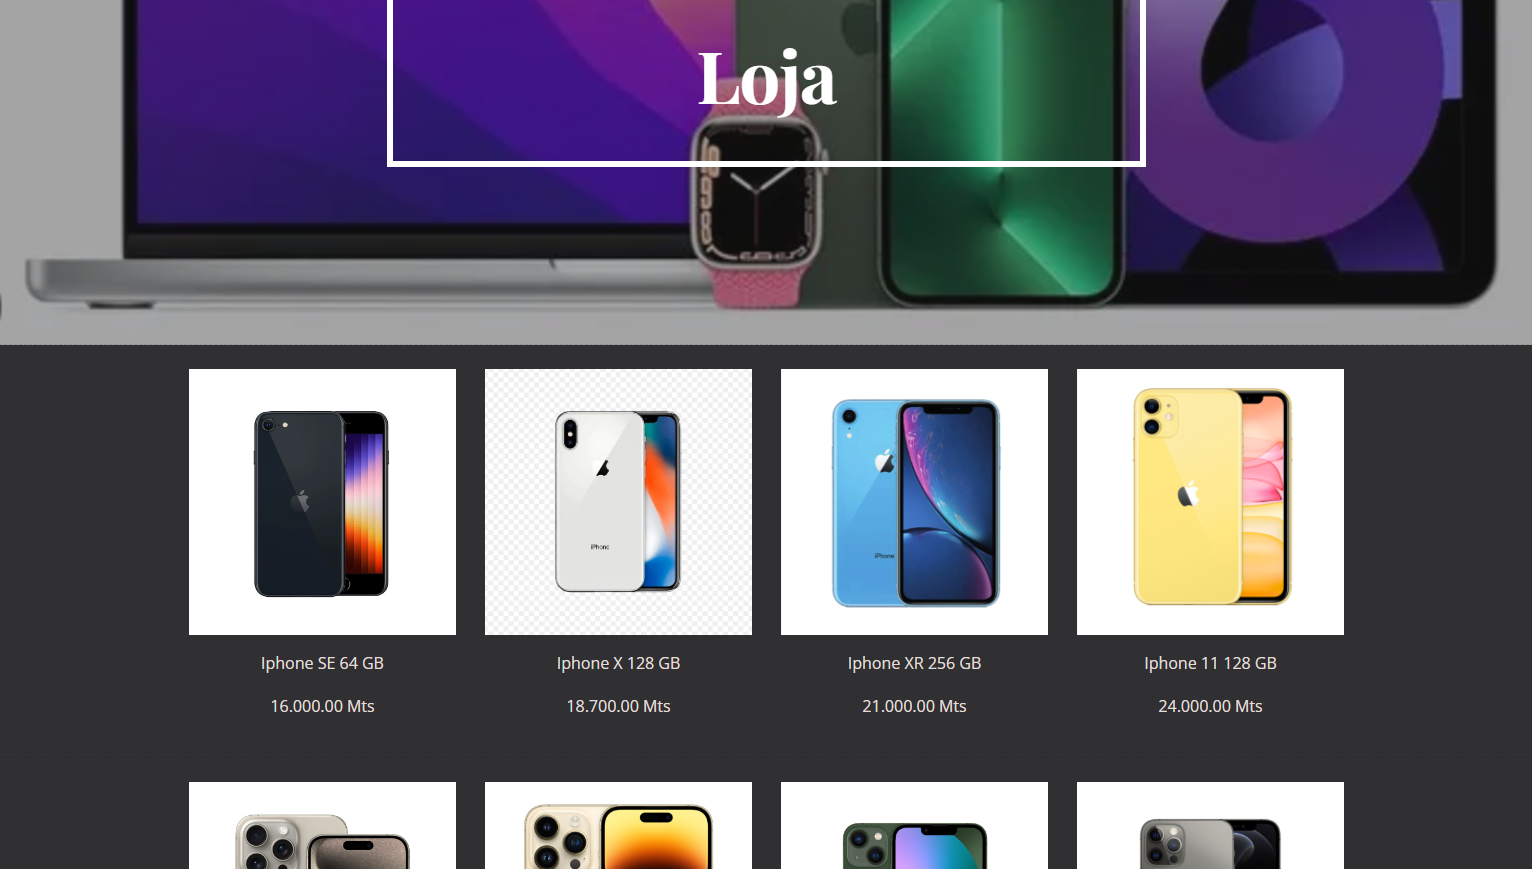 Loja
iPhone
iPhone
Iphone SE 64 GB
Iphone X 128 GB
Iphone XR 256 GB
Iphone 11 128 GB
16.000.00 Mts
18.700.00 Mts
21.000.00 Mts
24.000.00 Mts